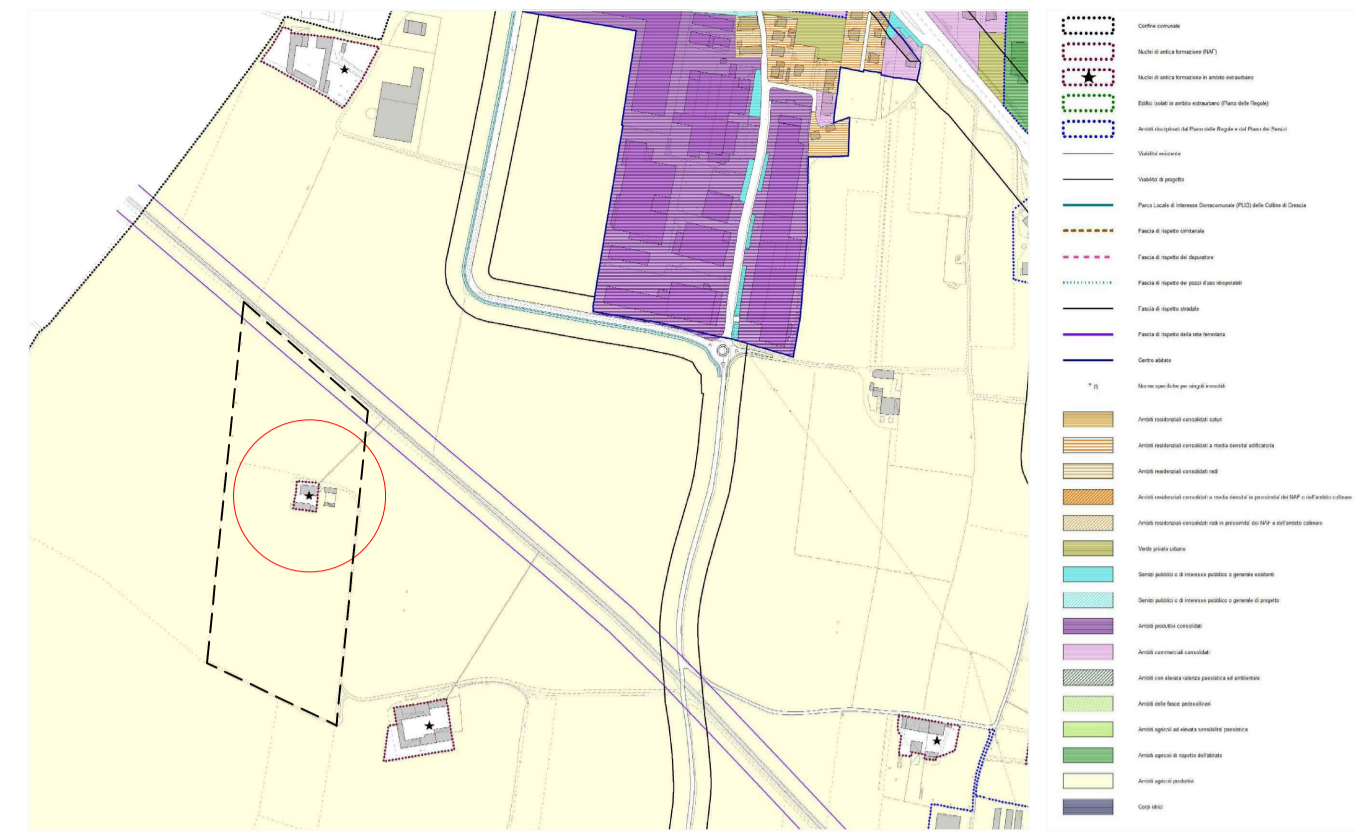 Confine comunale
Nuclei di antica formazione (NAF)
Nuclei di antica formazione in ambito extraurbano
Edifici isolati in ambito extraurbano (Piano delle Regole)
Ambiti disciplinati dal Piano delle Regole e dal Piano dei Servizi
Viabilita' esistente
Viabilita' di progetto
Parco Locale di Interesse Sovracomunale (PLIS) delle Colline di Brescia
Fascia di rispetto cimiteriale
Fascia di rispetto del depuratore
Fascia di rispetto dei pozzi d'uso idropotabili
Fascia di rispetto stradale
Fascia di rispetto della rete ferroviaria
Centro abitato
* n Norme specifiche per singoli immobili
Ambiti residenziali consolidati saturi
Ambiti residenziali consolidati a media densita' edificatoria
Ambiti residenziali consolidati radi
Ambiti residenziali consolidati a media densita' in prossimita' dei NAF o dell'ambito collinare
Ambiti residenziali consolidati radi in prossimita' dei NAF o dell'ambito collinare
Verde privato urbano
Servizi pubblici o di interesse pubblico o generale esistenti
Servizi pubblici o di interesse pubblico o generale di progetto
Ambiti produttivi consolidati
Ambiti commerciali consolidati
Ambiti con elevata valenza paesistica ed ambientale
Ambiti delle fasce pedecollinari
Ambiti agricoli ad elevata sensibilita' paesistica
Ambiti agricoli di rispetto dell'abitato
Ambiti agricoli produttivi
Corpi idrici